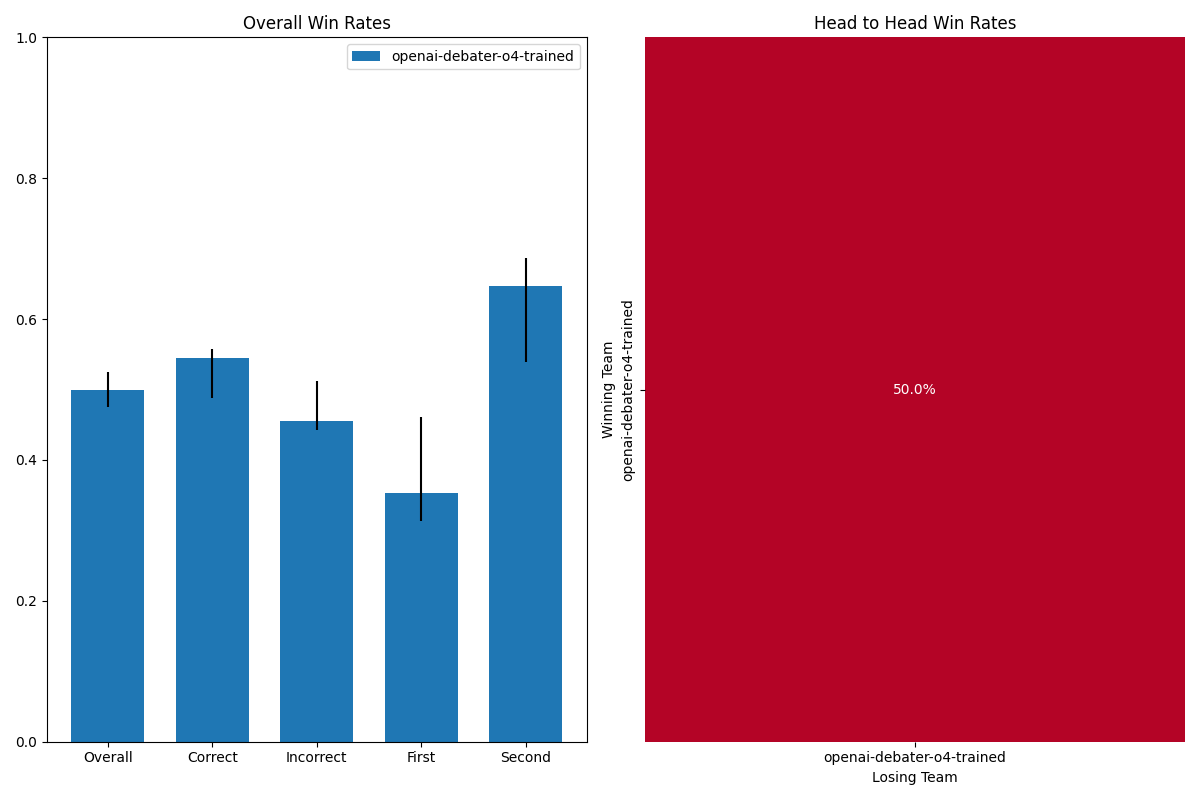 Overall Win Rates
openai-debater-o4-trained
1.0
0.8
0.6
0.4
0.2
0.0
Overall
Correct
Incorrect
First
Second
Head to Head Win Rates
Winning Team
openai-debater-o4-trained
50.0%
openai-debater-o4-trained
Losing Team